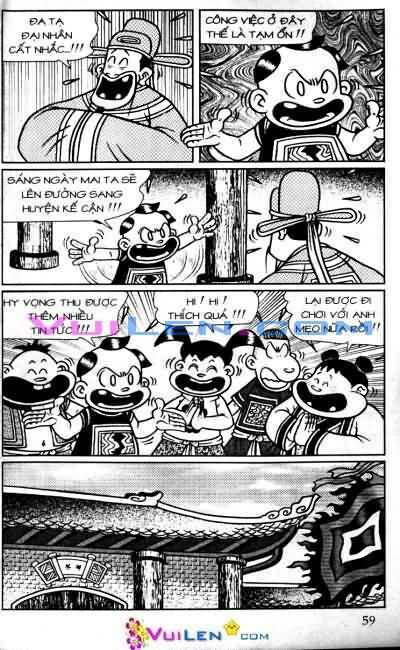 ĐA TẠ
ĐẠI NHÂN
CẤT NHẮC...!!!
CÔNG VIỆC Ở ĐÂY
THẾ LÀ TẠM ỔN!!
SÁNG NGÀY MAI TA SẼ
LÊN ĐƯỜNG SANG
HUYỆN KẾ CẬN!!!
HY VỌNG THU ĐƯỢC
THÊM NHIỀU
TIN TỨC!!!
HI! HI!
THÍCH QUÁ!!!
LẠI ĐƯỢC ĐI
CHƠI VỚI ANH
MẸO NỮA RỒI!!
VUILEN.COM
59
VUILEN.COM